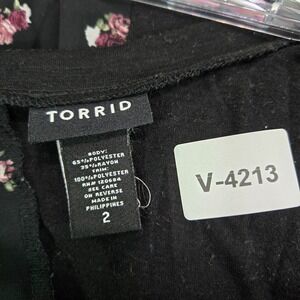 TORRID
BODY:
65%POLYESTER
35%RAYON
TRIM:
100%POLYESTER
RN# 120684
SEE CARE
ON REVERSE
MADE IN
PHILIPPINES
2
V-4213